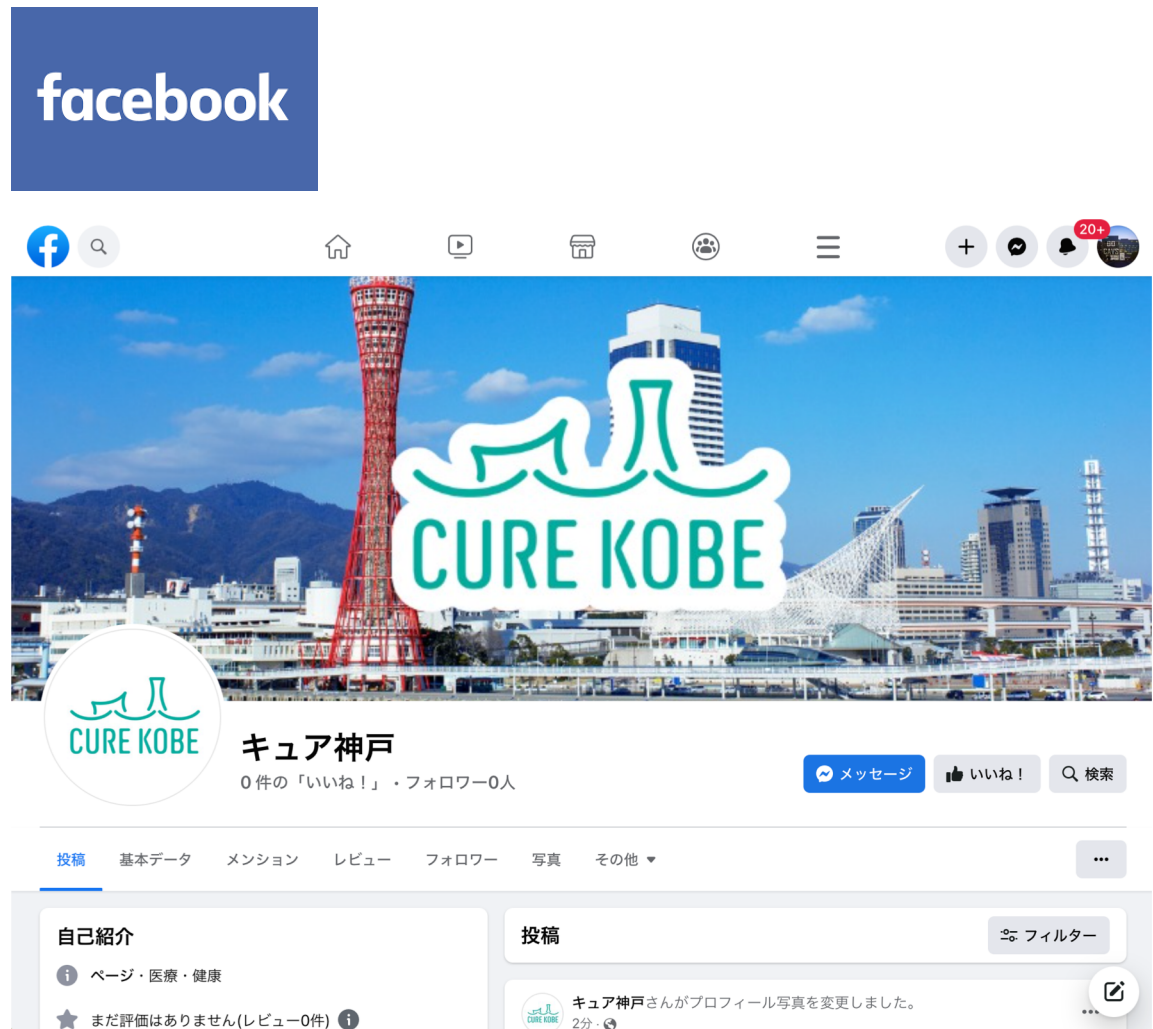 facebook
20+
CURE KOBE
CURE KOBE
キュア神戸
0 件の「いいね！」・フォロワー0人
メッセージ
いいね！
検索
投稿
基本データ
メンション
レビュー
フォロワー
写真
その他
自己紹介
ページ・医療・健康
まだ評価はありません(レビュー0件)
投稿
フィルター
CURE KOBE
キュア神戸さんがプロフィール写真を変更しました。
2分